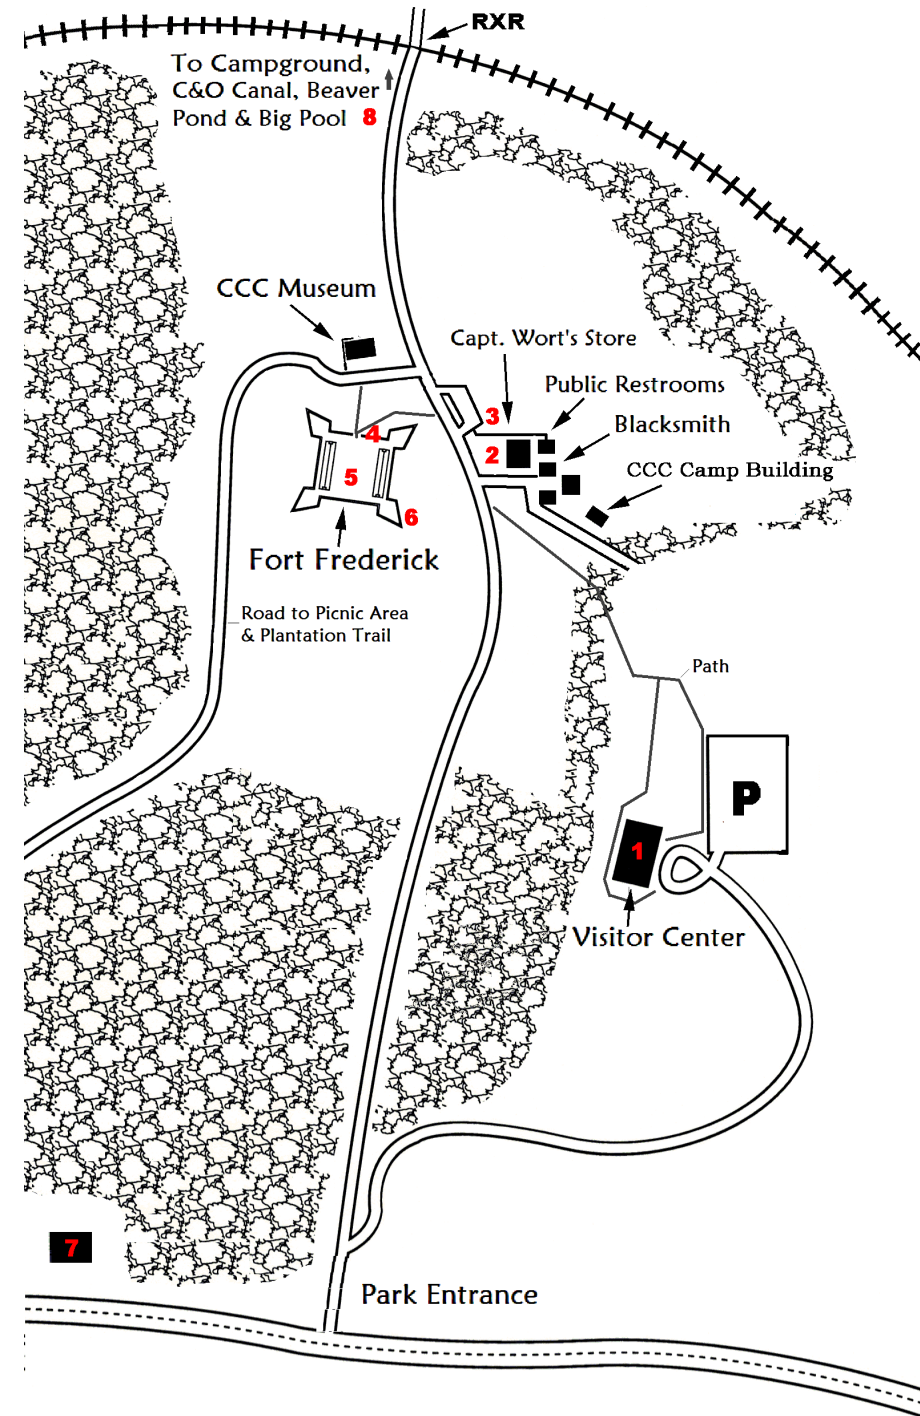 RXR
To Campground,
C&O Canal, Beaver
Pond & Big Pool 8
CCC Museum
Capt. Wort's Store
Public Restrooms
3
Blacksmith
4
2
CCC Camp Building
5
6
Fort Frederick
Road to Picnic Area
& Plantation Trail
Path
P
1
Visitor Center
7
Park Entrance